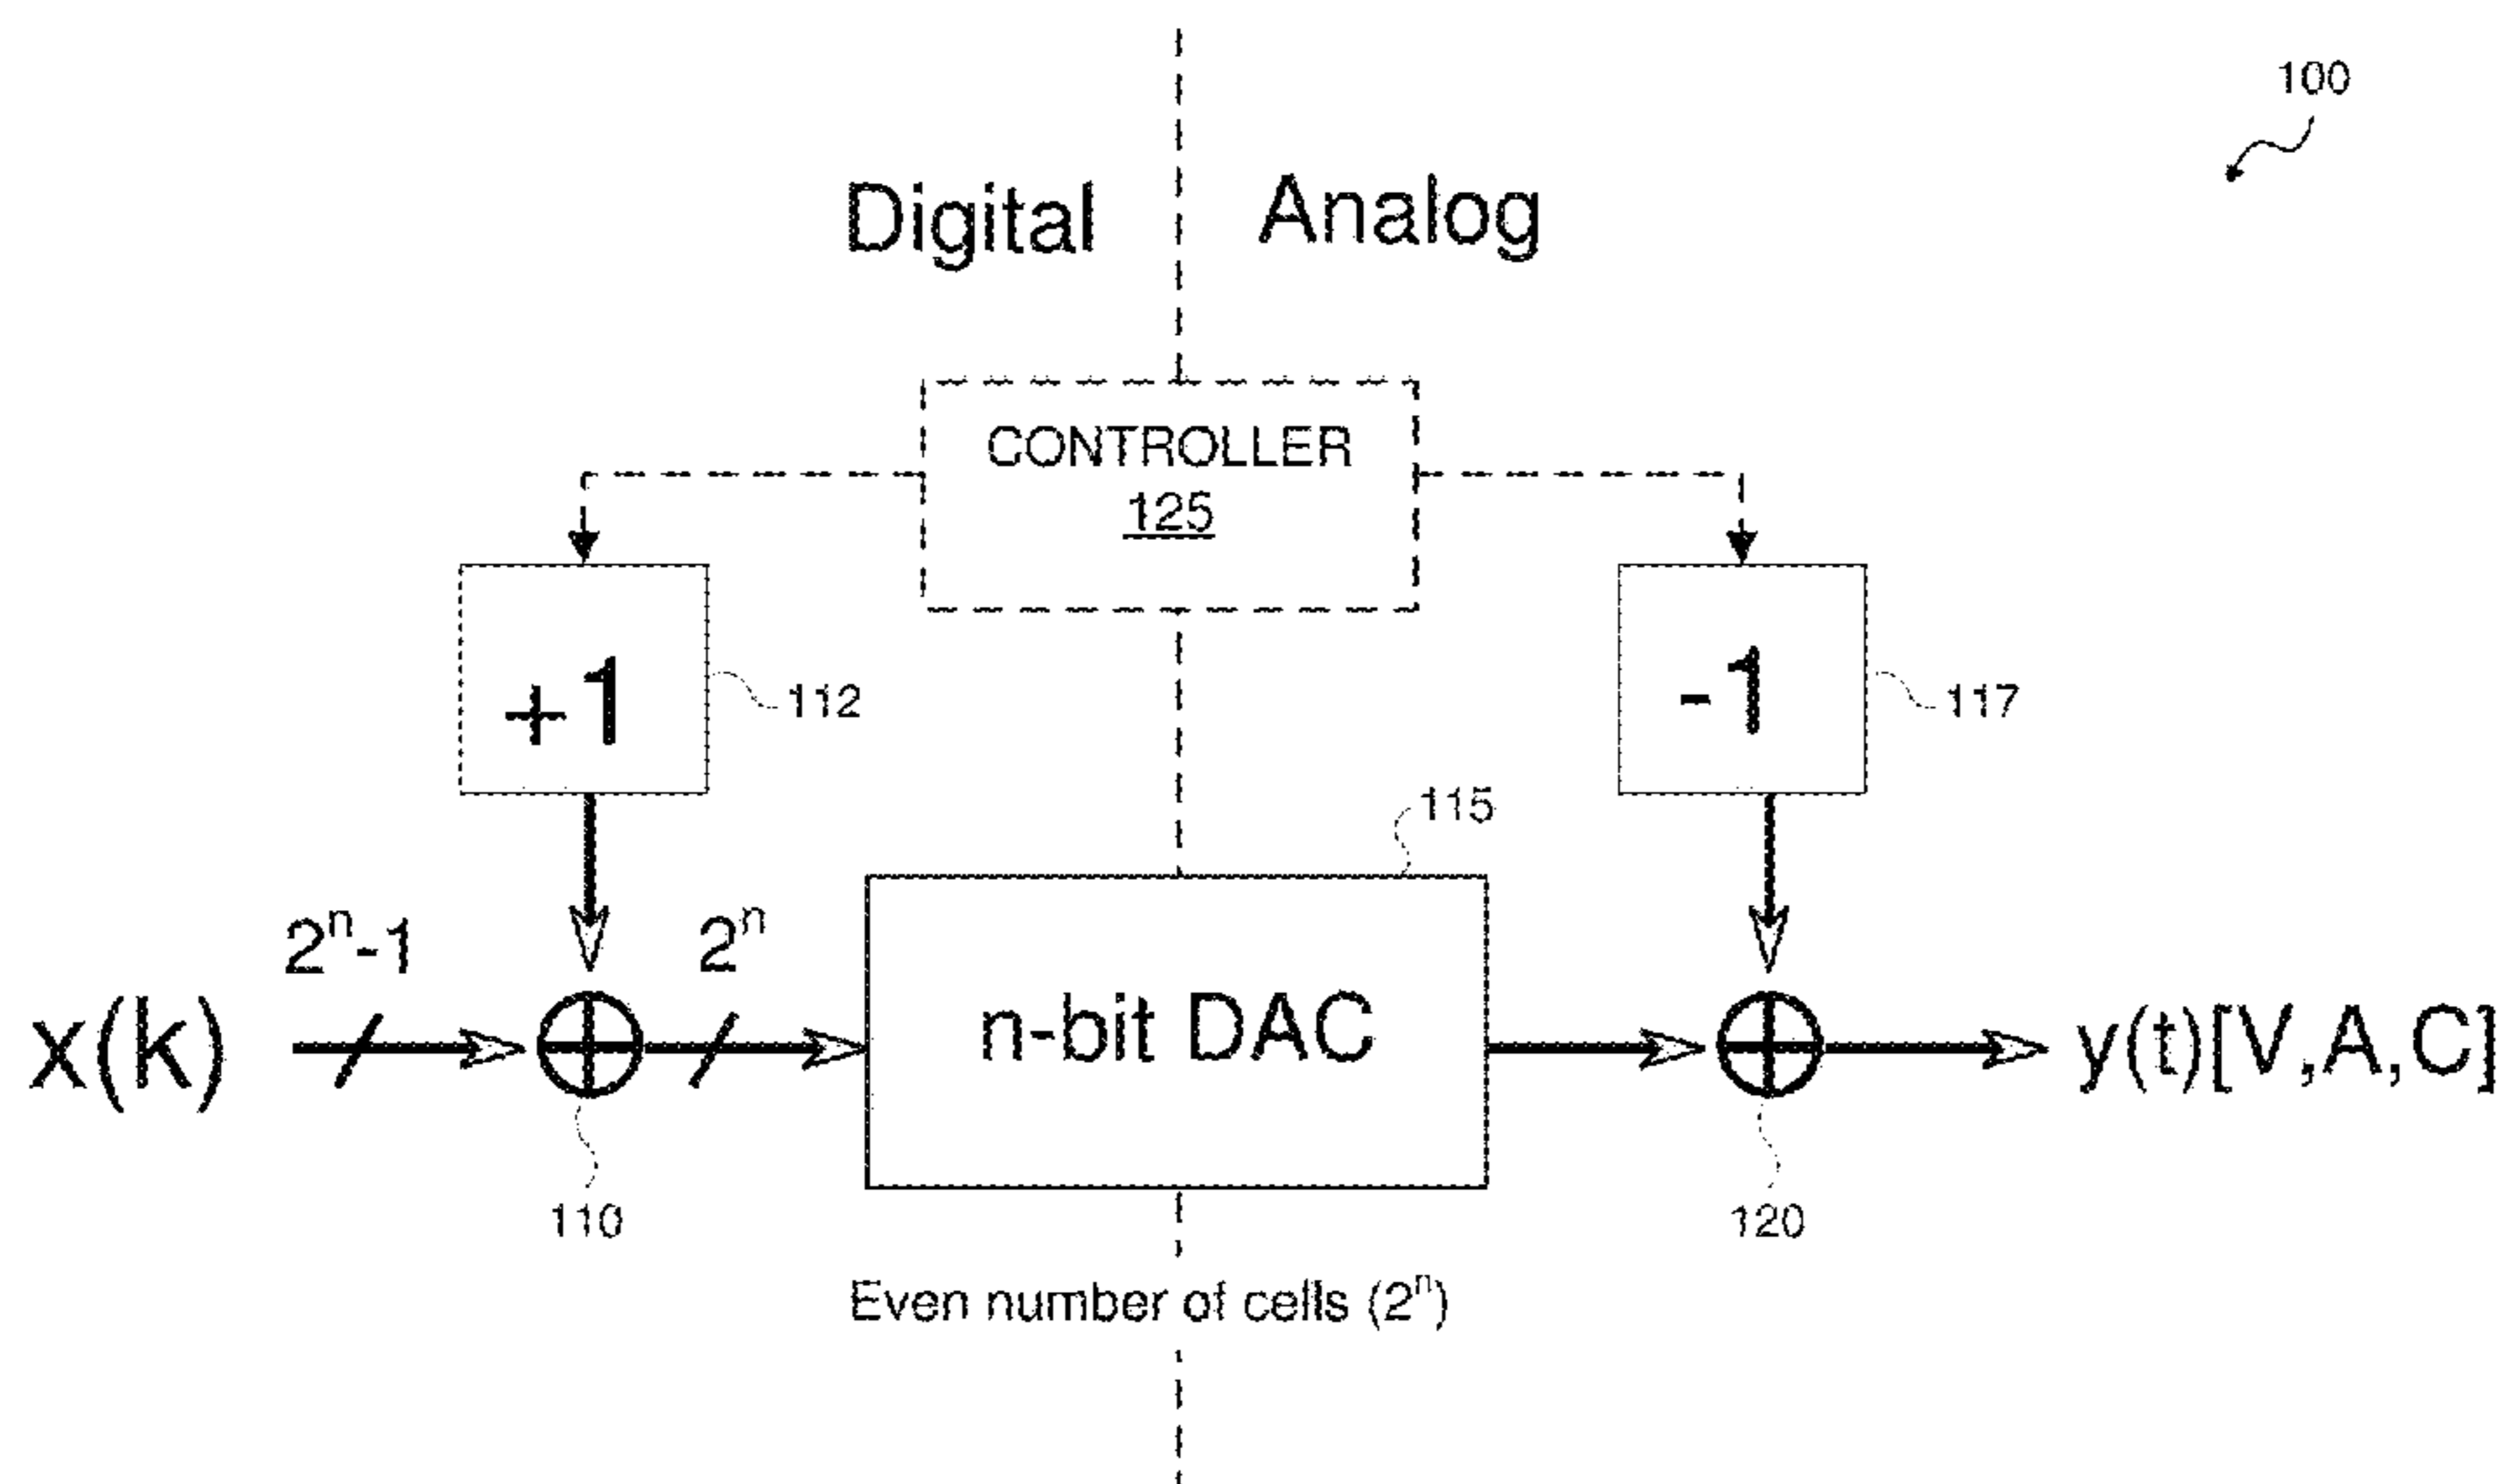 100
Digital
Analog
CONTROLLER
125
+1
112
-1
117
115
2ⁿ-1
2ⁿ
x(k)
n-bit DAC
y(t)[V,A,C]
110
120
Even number of cells (2ⁿ)